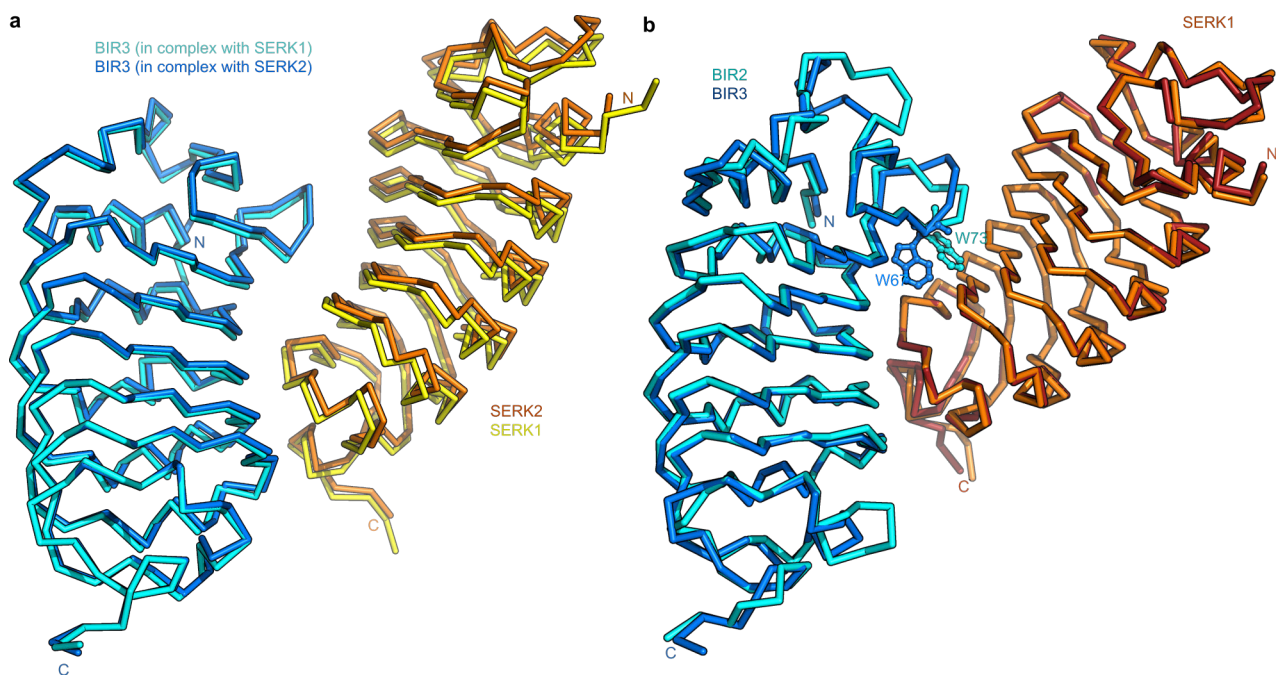 a
BIR3 (in complex with SERK1)
BIR3 (in complex with SERK2)
N
N
SERK2
SERK1
C
C
b
SERK1
BIR2
BIR3
N
N
W73
W67
C
C